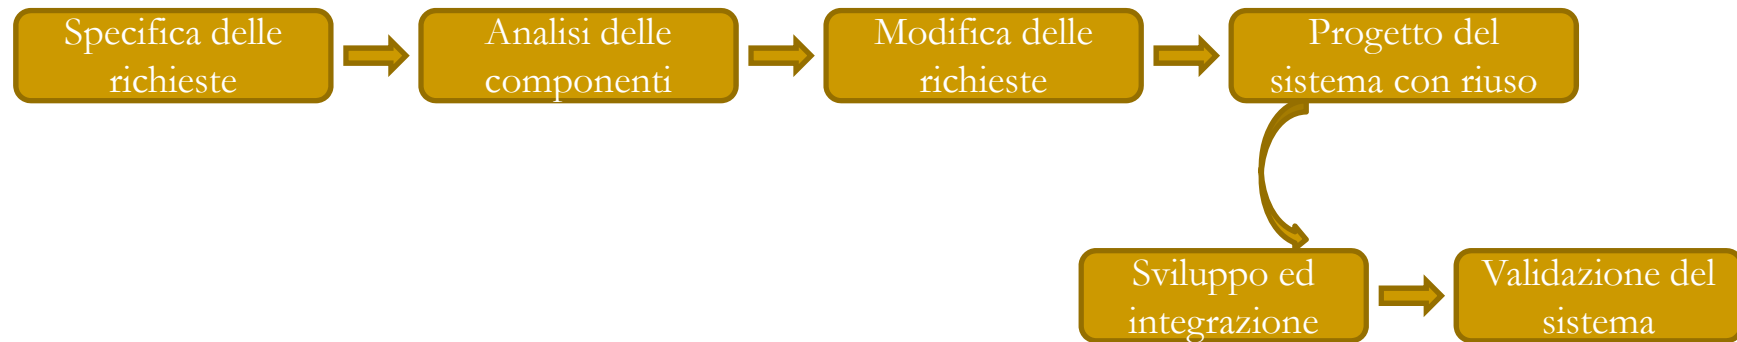 Specifica delle
richieste
Analisi delle
componenti
Modifica delle
richieste
Progetto del
sistema con riuso
Sviluppo ed
integrazione
Validazione del
sistema